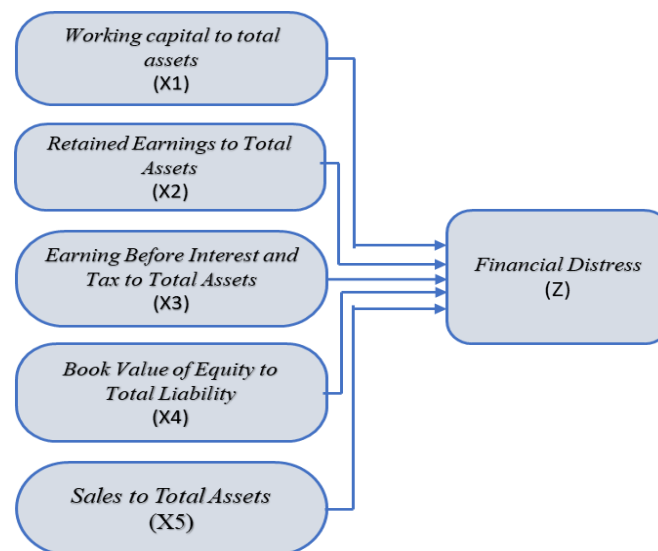 Working capital to total
assets
(X1)
Retained Earnings to Total
Assets
(X2)
Earning Before Interest and
Tax to Total Assets
(X3)
Book Value of Equity to
Total Liability
(X4)
Sales to Total Assets
(X5)
Financial Distress
(Z)